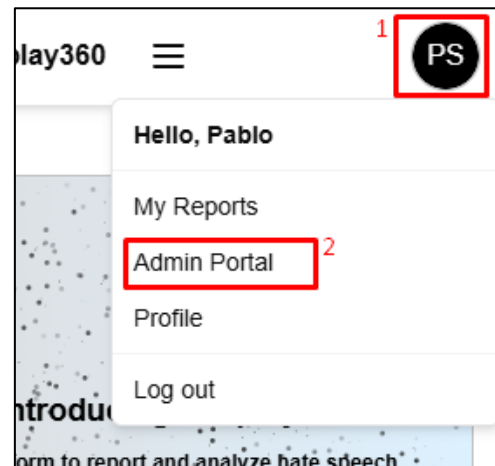 play360
1
PS
Hello, Pablo
My Reports
Admin Portal
2
Profile
Log out
ntrodu
orm to report and analyze hate speech